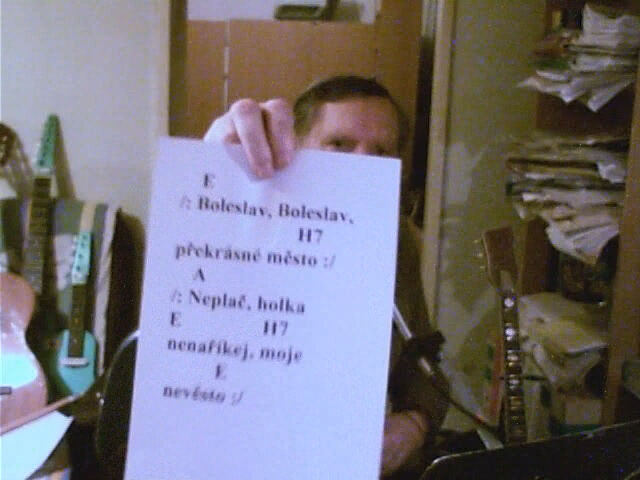 E
/: Boleslav, Boleslav,
H7
překrásné město :/
A
/: Neplač, holka
E H7
nenaříkej, moje
E
nevěsto :/